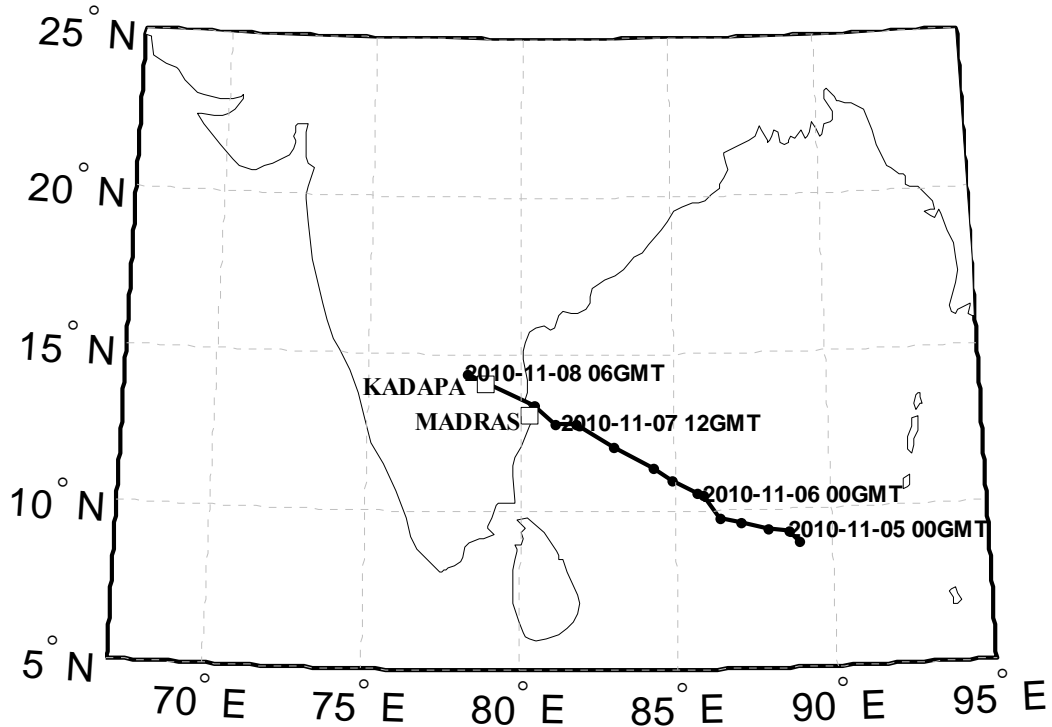 25° N
20° N
15° N
2010-11-08 06GMT
KADAPA
MADRAS
2010-11-07 12GMT
10° N
2010-11-06 00GMT
2010-11-05 00GMT
5° N
70° E
75° E
80° E
85° E
90° E
95° E